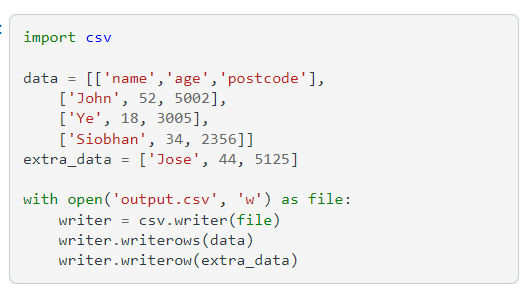 import csv
data = [['name','age','postcode'],
['John', 52, 5002],
['Ye', 18, 3005],
['Siobhan', 34, 2356]]
extra_data = ['Jose', 44, 5125]
with open('output.csv', 'w') as file:
writer = csv.writer(file)
writer.writerows(data)
writer.writerow(extra_data)